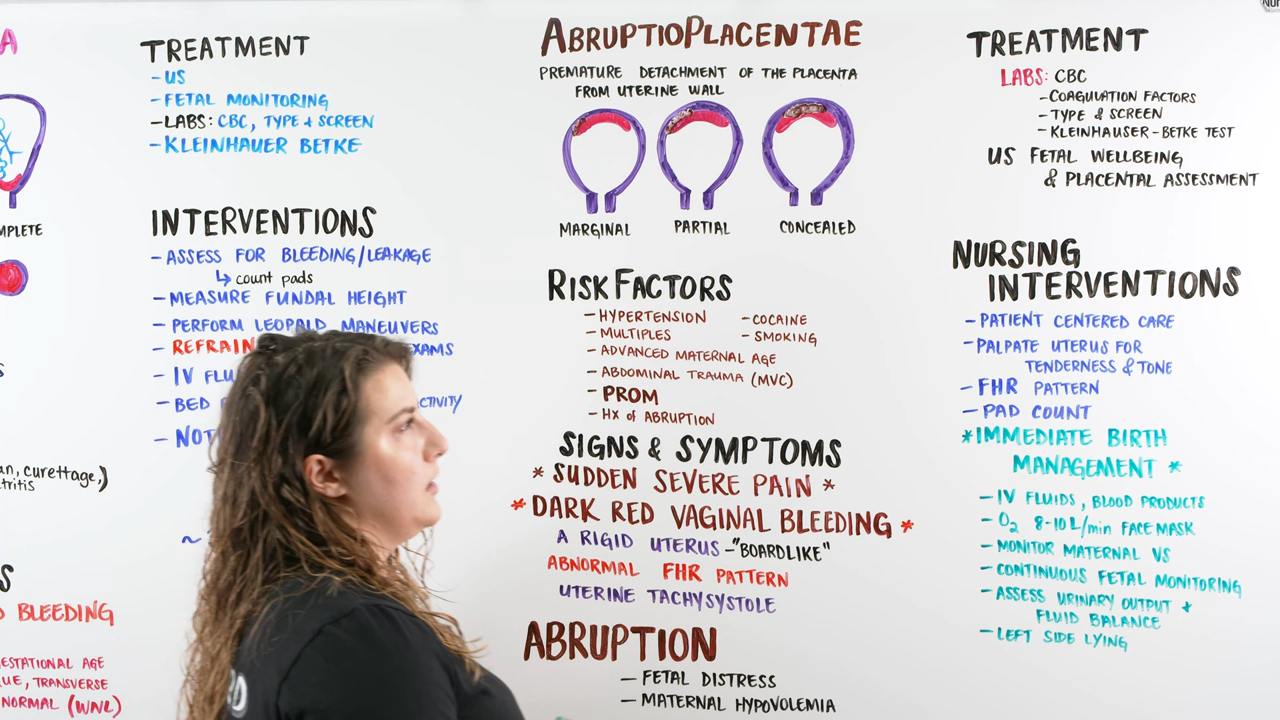 A
MPLETE
an, curettage,)
tritis
S
D BLEEDING
ESTATIONAL AGE
UE, TRANSVERSE
NORMAL (WNL)
TREATMENT
- US
- FETAL MONITORING
- LABS: CBC, TYPE + SCREEN
- KLEINHAUER BETKE
INTERVENTIONS
- ASSESS FOR BLEEDING/LEAKAGE
↳ count pads
- MEASURE FUNDAL HEIGHT
- PERFORM LEOPALD MANEUVERS
- REFRAIN EXAMS
- IV FLU
- BED CTIVITY
- NOT
~
ABRUPTIOPLACENTAE
PREMATURE DETACHMENT OF THE PLACENTA
FROM UTERINE WALL
MARGINAL PARTIAL CONCEALED
RISK FACTORS
- HYPERTENSION - COCAINE
- MULTIPLES - SMOKING
- ADVANCED MATERNAL AGE
- ABDOMINAL TRAUMA (MVC)
- PROM
- HX OF ABRUPTION
SIGNS & SYMPTOMS
* SUDDEN SEVERE PAIN *
* DARK RED VAGINAL BLEEDING *
A RIGID UTERUS - "BOARDLIKE"
ABNORMAL FHR PATTERN
UTERINE TACHYSYSTOLE
ABRUPTION
- FETAL DISTRESS
- MATERNAL HYPOVOLEMIA
TREATMENT
LABS: CBC
- COAGULATION FACTORS
- TYPE & SCREEN
- KLEINHAUSER-BETKE TEST
US FETAL WELLBEING
& PLACENTAL ASSESSMENT
NURSING
INTERVENTIONS
- PATIENT CENTERED CARE
- PALPATE UTERUS FOR
TENDERNESS & TONE
- FHR PATTERN
- PAD COUNT
*IMMEDIATE BIRTH
MANAGEMENT *
- IV FLUIDS, BLOOD PRODUCTS
- O₂ 8-10 L/min FACE MASK
- MONITOR MATERNAL VS
- CONTINUOUS FETAL MONITORING
- ASSESS URINARY OUTPUT +
FLUID BALANCE
- LEFT SIDE LYING